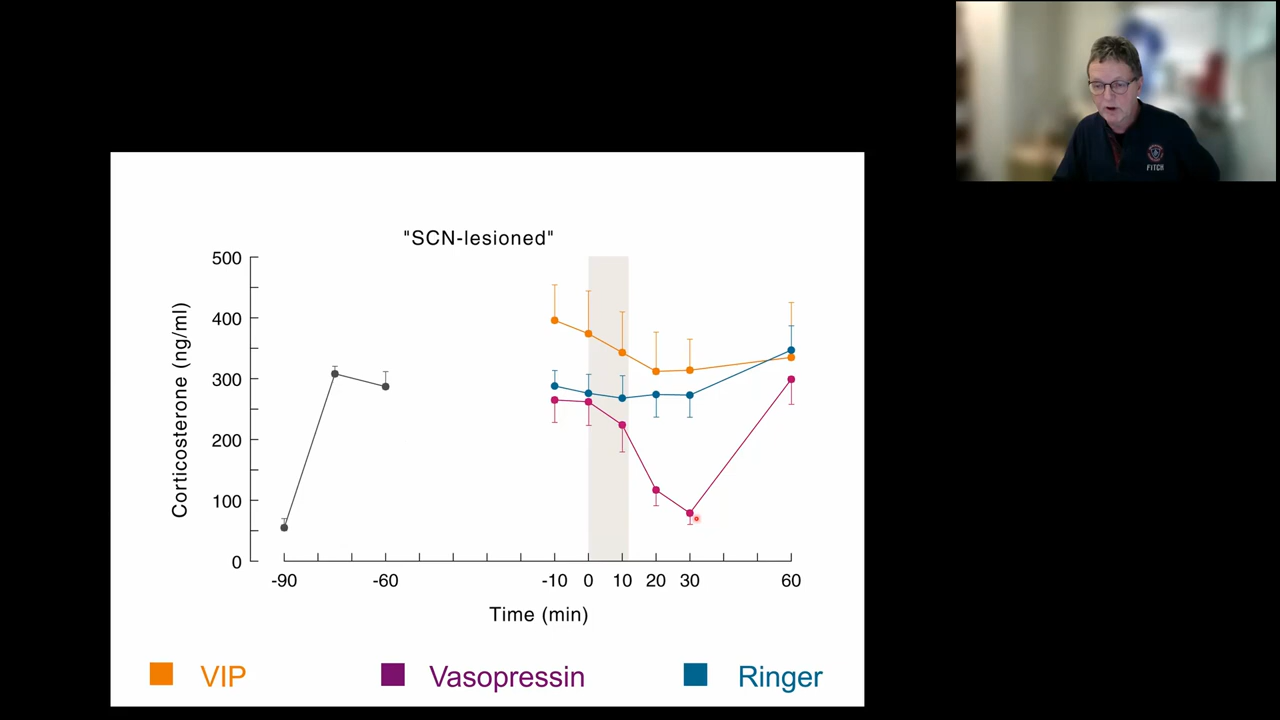 FITCH
"SCN-lesioned"
500
400
300
200
100
0
Corticosterone (ng/ml)
-90 -60 -10 0 10 20 30 60
Time (min)
VIP Vasopressin Ringer